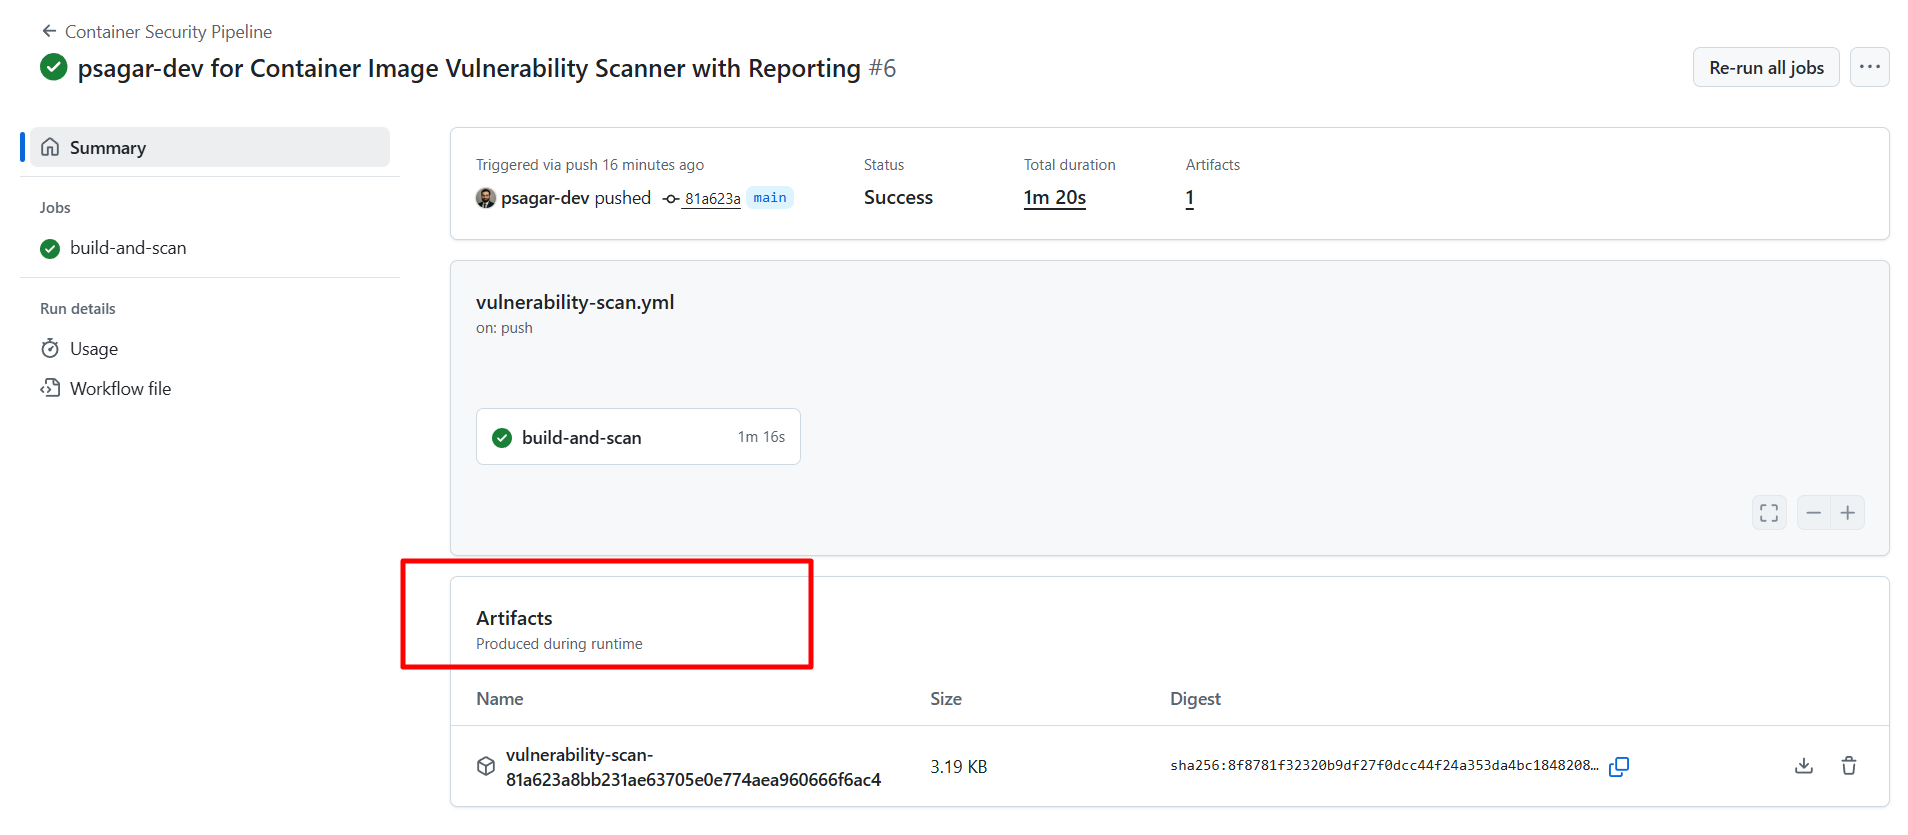 Container Security Pipeline
psagar-dev for Container Image Vulnerability Scanner with Reporting #6
Re-run all jobs
Summary
Jobs
build-and-scan
Run details
Usage
Workflow file
Triggered via push 16 minutes ago
psagar-dev pushed 81a623a main
Status
Success
Total duration
1m 20s
Artifacts
1
vulnerability-scan.yml
on: push
build-and-scan 1m 16s
Artifacts
Produced during runtime
Name Size Digest
vulnerability-scan-
81a623a8bb231ae63705e0e774aea960666f6ac4
3.19 KB
sha256:8f8781f32320b9df27f0dcc44f24a353da4bc1848208…